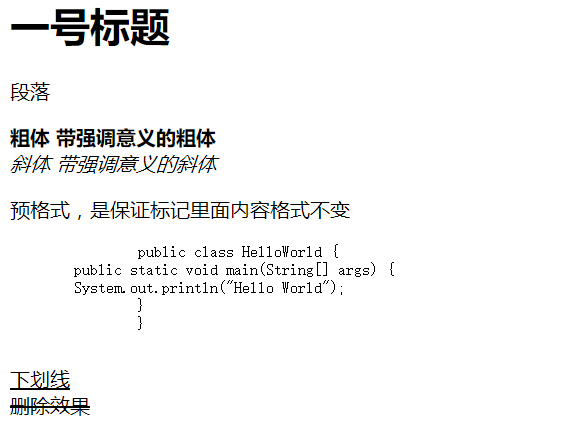 一号标题
段落
粗体 带强调意义的粗体
斜体 带强调意义的斜体
预格式，是保证标记里面内容格式不变
public class HelloWorld {
public static void main(String[] args) {
System.out.println("Hello World");
}
}
下划线
删除效果